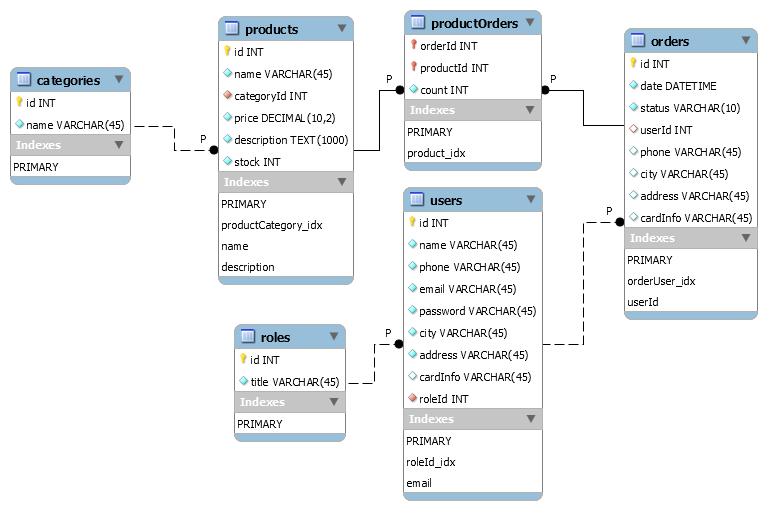 categories
id INT
name VARCHAR(45)
Indexes
PRIMARY
P
products
id INT
name VARCHAR(45)
categoryId INT
price DECIMAL(10,2)
description TEXT(1000)
stock INT
Indexes
PRIMARY
productCategory_idx
name
description
P
productOrders
orderId INT
productId INT
count INT
Indexes
PRIMARY
product_idx
P
orders
id INT
date DATETIME
status VARCHAR(10)
userId INT
phone VARCHAR(45)
city VARCHAR(45)
address VARCHAR(45)
cardInfo VARCHAR(45)
Indexes
PRIMARY
orderUser_idx
userId
P
roles
id INT
title VARCHAR(45)
Indexes
PRIMARY
P
users
id INT
name VARCHAR(45)
phone VARCHAR(45)
email VARCHAR(45)
password VARCHAR(45)
city VARCHAR(45)
address VARCHAR(45)
cardInfo VARCHAR(45)
roleId INT
Indexes
PRIMARY
roleId_idx
email